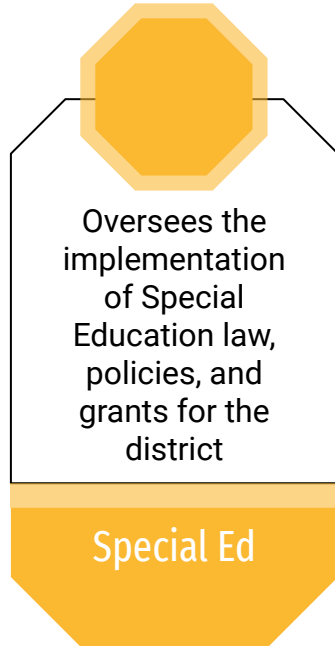 Oversees the
implementation
of Special
Education law,
policies, and
grants for the
district
Special Ed